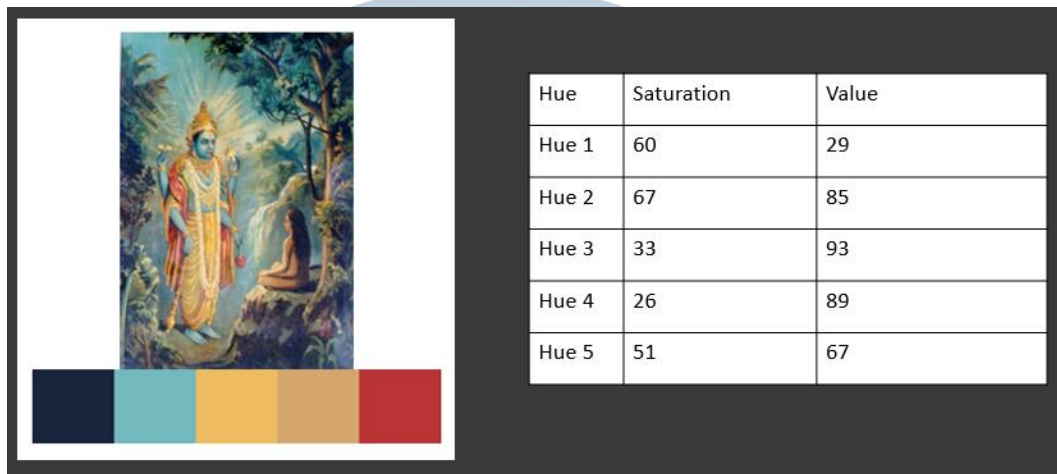 Hue Saturation Value
Hue 1 60 29
Hue 2 67 85
Hue 3 33 93
Hue 4 26 89
Hue 5 51 67